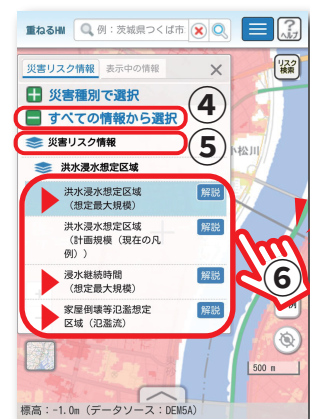 重ねるHM 例：茨城県つくば市 ヘルプ
災害リスク情報 表示中の情報
リスク検索
災害種別で選択
すべての情報から選択 ④
災害リスク情報 ⑤
小松川
洪水浸水想定区域
洪水浸水想定区域 解説
（想定最大規模）
洪水浸水想定区域 解説
（計画規模（現在の凡
例））
浸水継続時間 解説
（想定最大規模）
⑥
家屋倒壊等氾濫想定 解説
区域（氾濫流）
500 m
標高：-1.0m（データソース：DEM5A）